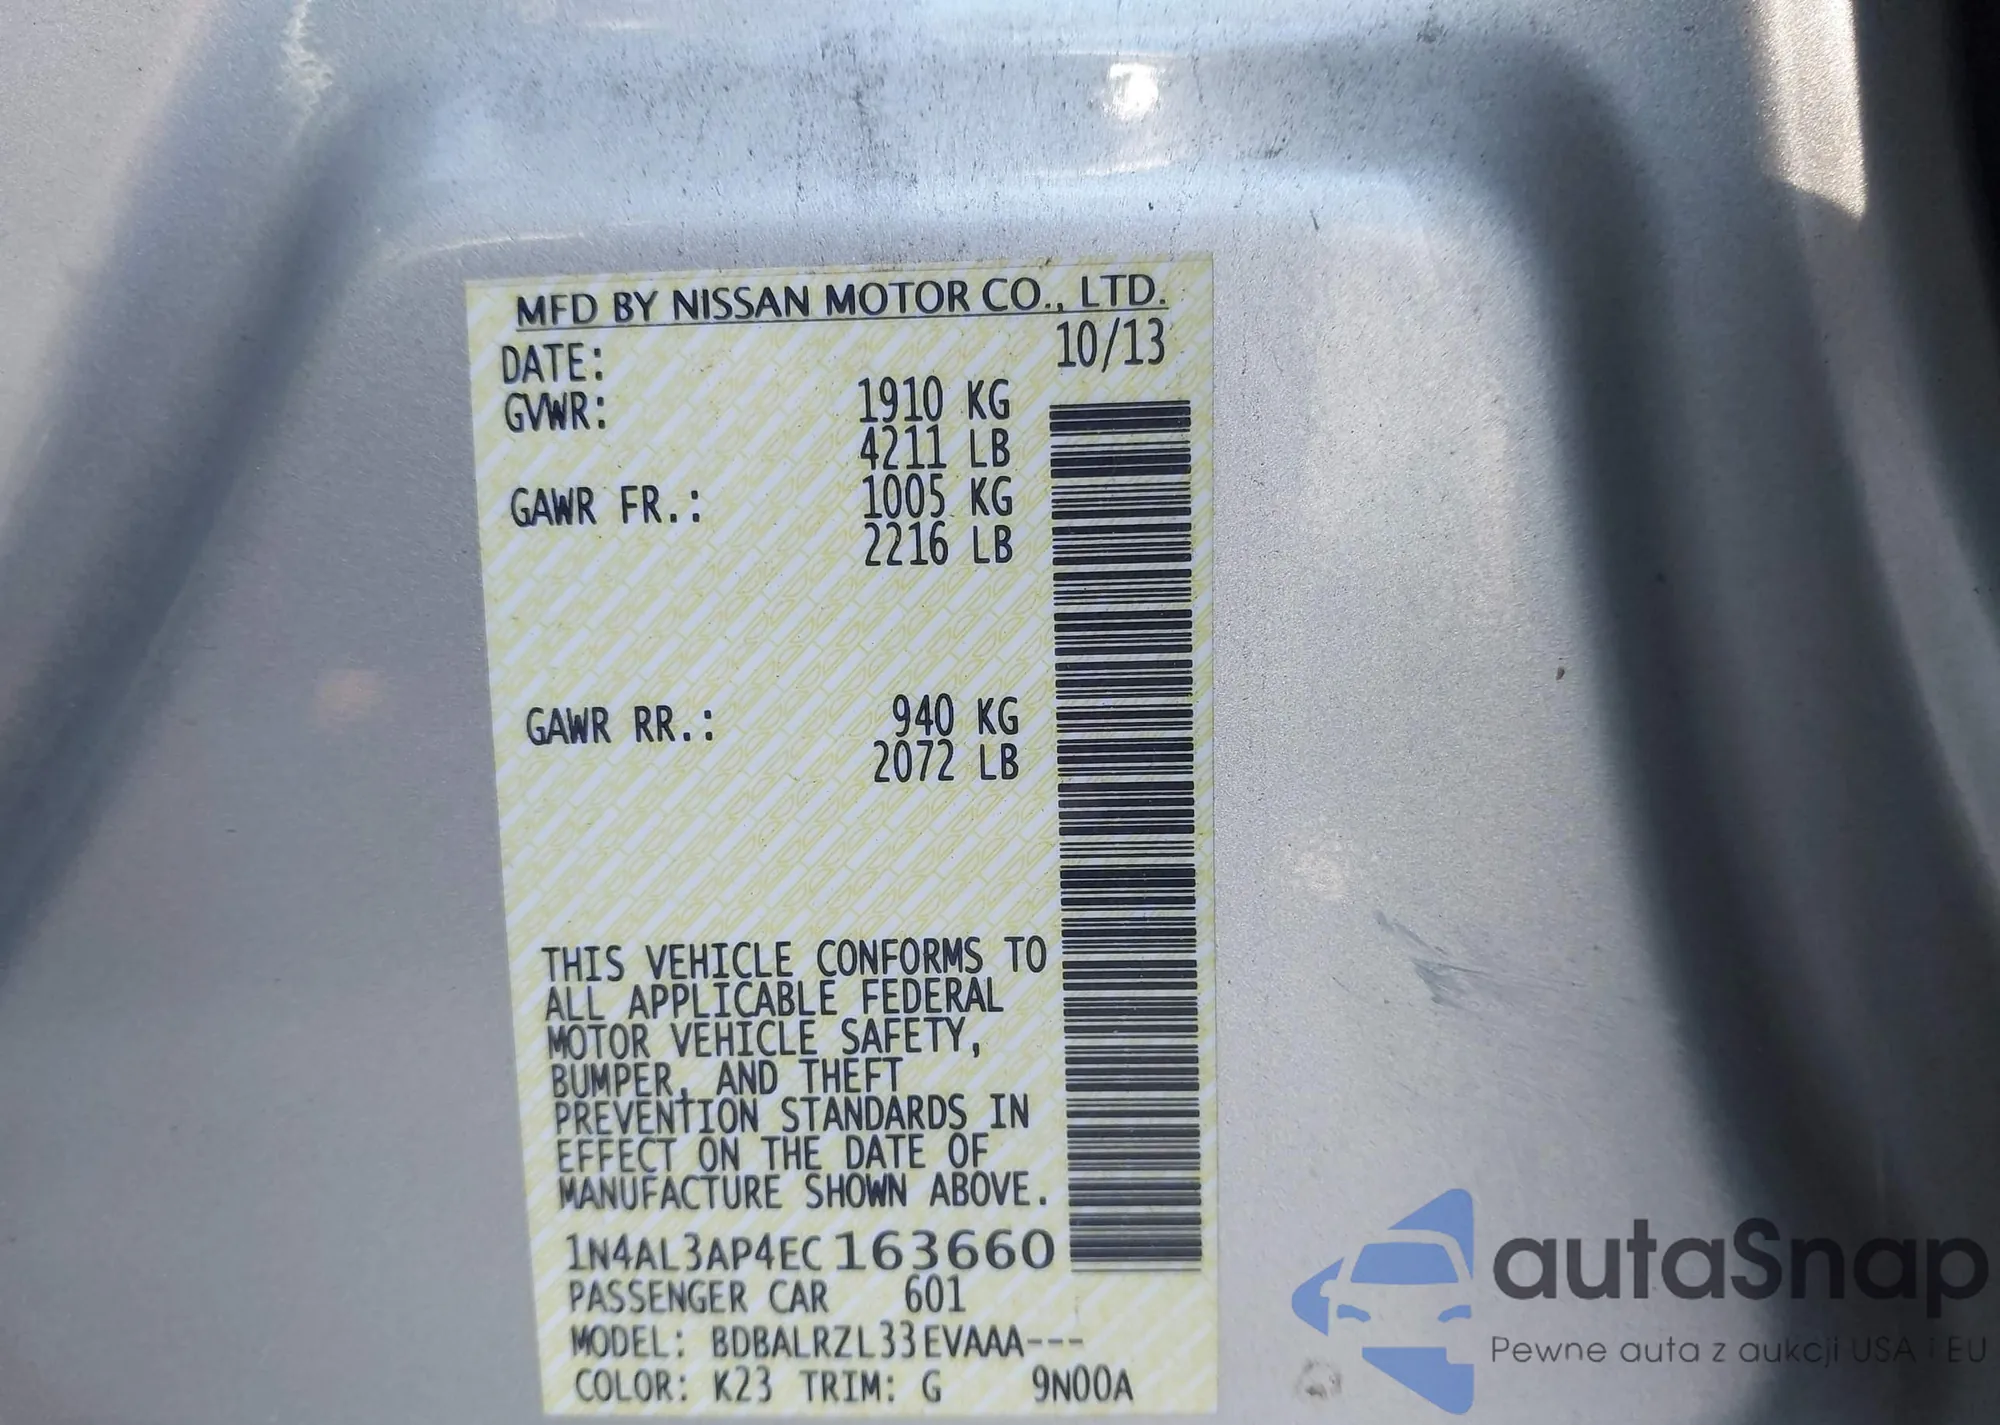 MFD BY NISSAN MOTOR CO., LTD.
DATE: 10/13
GVWR: 1910 KG
4211 LB
GAWR FR.: 1005 KG
2216 LB
GAWR RR.: 940 KG
2072 LB
THIS VEHICLE CONFORMS TO
ALL APPLICABLE FEDERAL
MOTOR VEHICLE SAFETY,
BUMPER, AND THEFT
PREVENTION STANDARDS IN
EFFECT ON THE DATE OF
MANUFACTURE SHOWN ABOVE.
1N4AL3AP4EC163660
PASSENGER CAR 601
MODEL: BDBALRZL33EVAAA---
COLOR: K23 TRIM: G 9N00A
autaSnap
Pewne auta z aukcji USA i EU